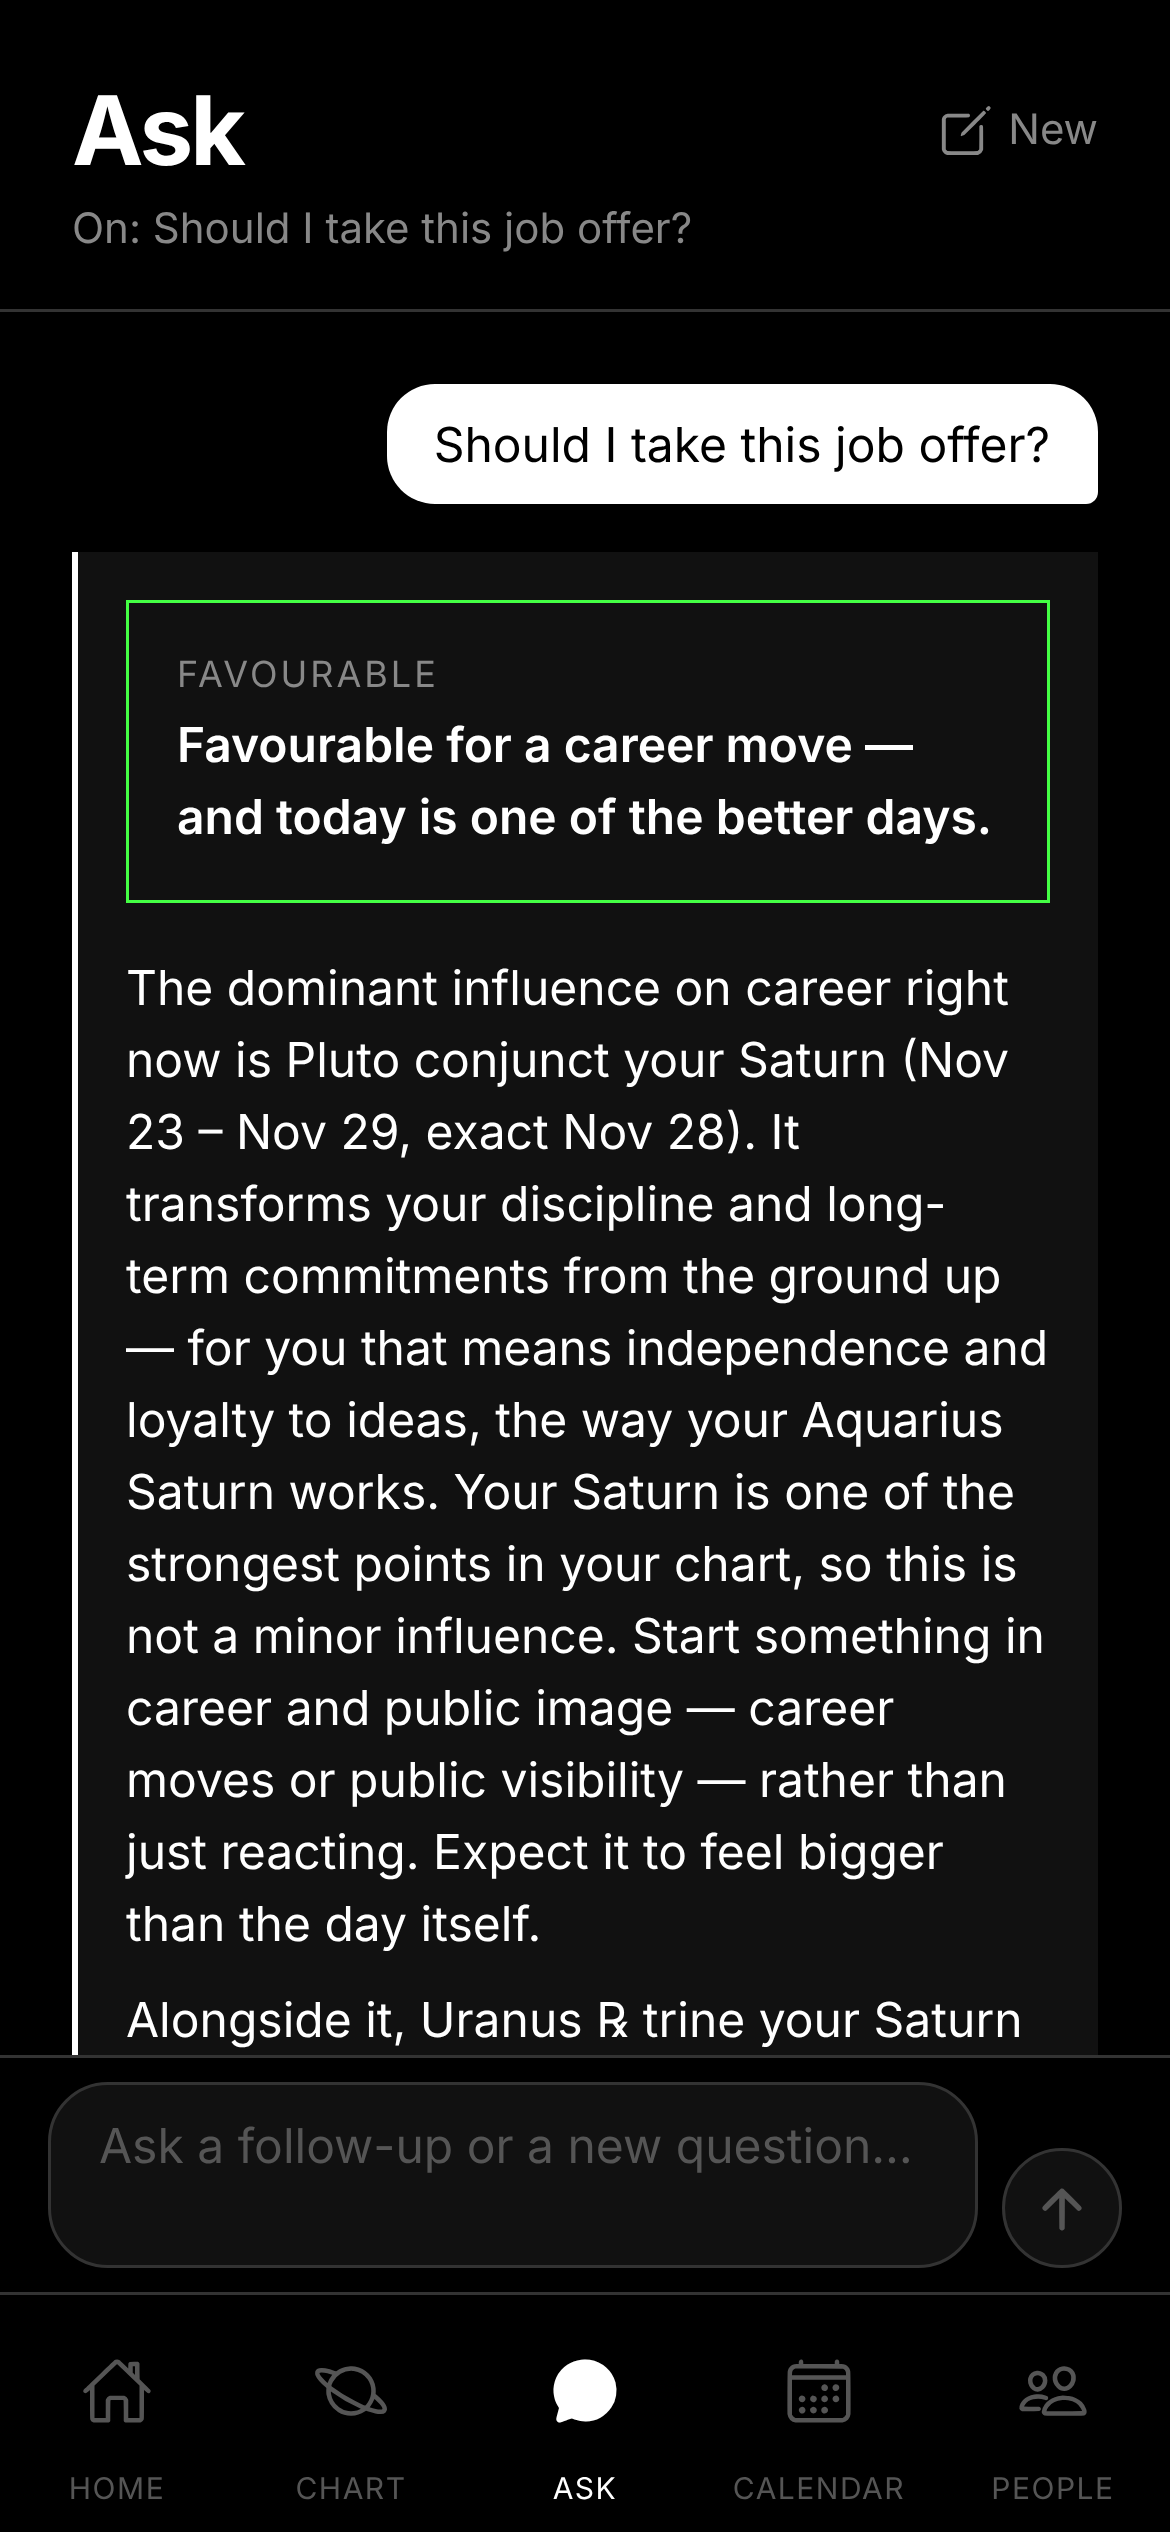 Ask
New
On: Should I take this job offer?
Should I take this job offer?
FAVOURABLE
Favourable for a career move —
and today is one of the better days.
The dominant influence on career right
now is Pluto conjunct your Saturn (Nov
23 – Nov 29, exact Nov 28). It
transforms your discipline and long-
term commitments from the ground up
— for you that means independence and
loyalty to ideas, the way your Aquarius
Saturn works. Your Saturn is one of the
strongest points in your chart, so this is
not a minor influence. Start something in
career and public image — career
moves or public visibility — rather than
just reacting. Expect it to feel bigger
than the day itself.
Alongside it, Uranus ℞ trine your Saturn
Ask a follow-up or a new question...
HOME
CHART
ASK
CALENDAR
PEOPLE